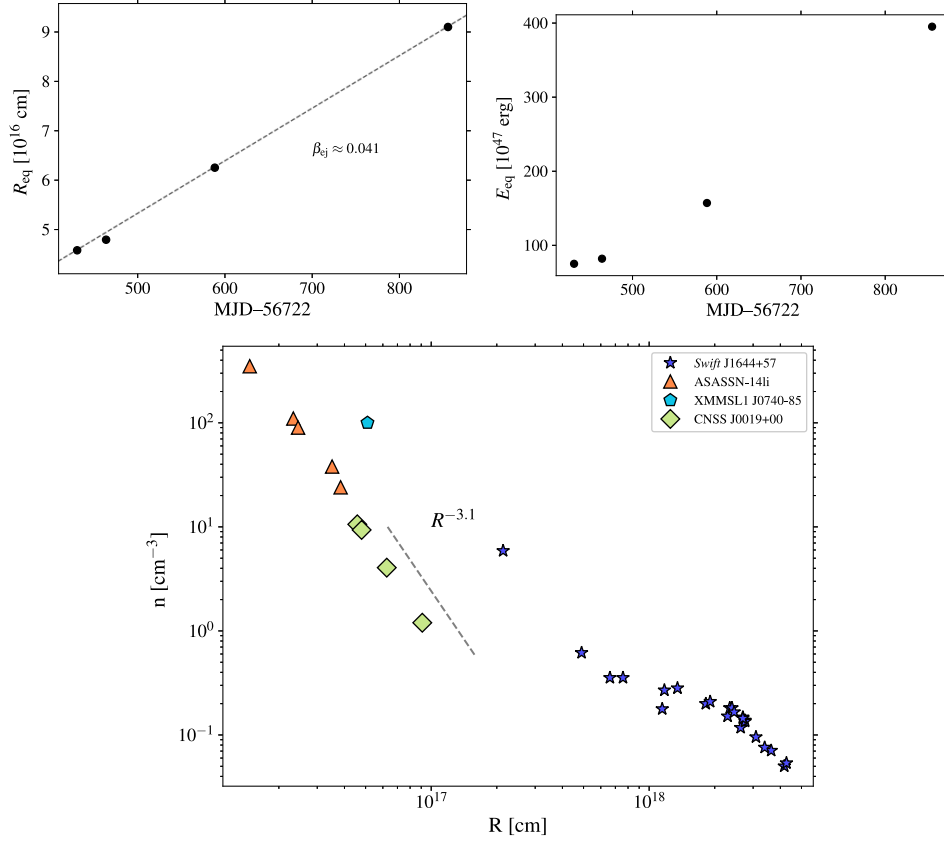 9
8
7
6
5
R_eq [10^16 cm]
β_ej ≈ 0.041
500 600 700 800
MJD–56722
400
300
200
100
E_eq [10^47 erg]
500 600 700 800
MJD–56722
Swift J1644+57
ASASSN-14li
XMMSL1 J0740-85
CNSS J0019+00
10^2
10^1
10^0
10^−1
n [cm^−3]
R^−3.1
10^17 10^18
R [cm]